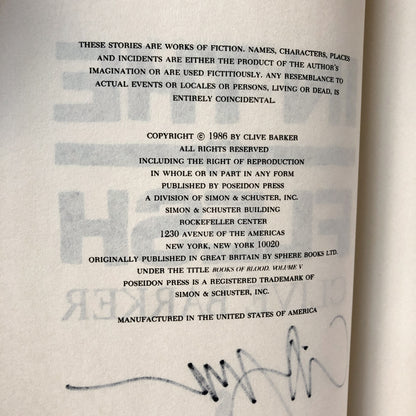 THESE STORIES ARE WORKS OF FICTION. NAMES, CHARACTERS, PLACES
AND INCIDENTS ARE EITHER THE PRODUCT OF THE AUTHOR'S
IMAGINATION OR ARE USED FICTITIOUSLY. ANY RESEMBLANCE TO
ACTUAL EVENTS OR LOCALES OR PERSONS, LIVING OR DEAD, IS
ENTIRELY COINCIDENTAL.
COPYRIGHT © 1986 BY CLIVE BARKER
ALL RIGHTS RESERVED
INCLUDING THE RIGHT OF REPRODUCTION
IN WHOLE OR IN PART IN ANY FORM
PUBLISHED BY POSEIDON PRESS
A DIVISION OF SIMON & SCHUSTER, INC.
SIMON & SCHUSTER BUILDING
ROCKEFELLER CENTER
1230 AVENUE OF THE AMERICAS
NEW YORK, NEW YORK 10020
ORIGINALLY PUBLISHED IN GREAT BRITAIN BY SPHERE BOOKS LTD.
UNDER THE TITLE BOOKS OF BLOOD, VOLUME V
POSEIDON PRESS IS A REGISTERED TRADEMARK OF
SIMON & SCHUSTER, INC.
MANUFACTURED IN THE UNITED STATES OF AMERICA